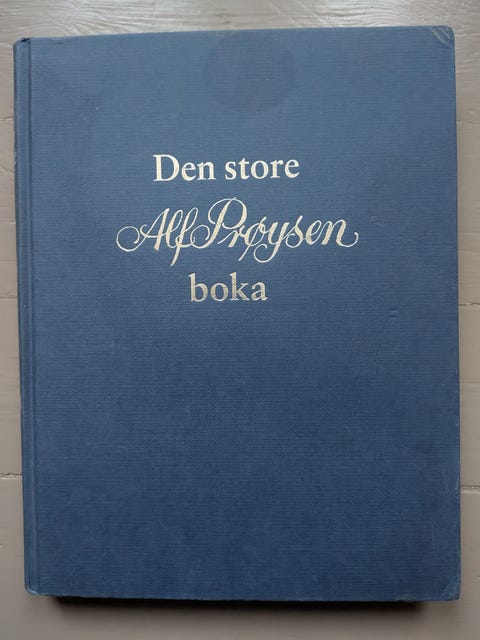 Den store
Alf Prøysen
boka